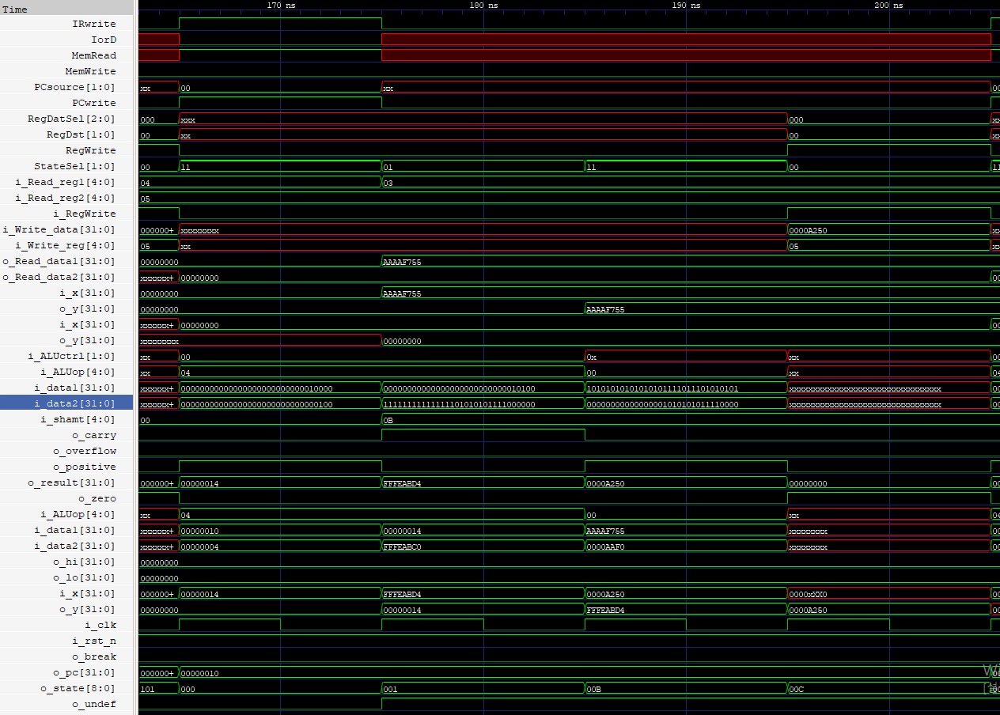 Time 170 ns 180 ns 190 ns 200 ns
IRwrite
IorD
MemRead
MemWrite
PCsource[1:0] xx 00 xx 00
PCwrite
RegDatSel[2:0] 000 xxx 000 xx
RegDst[1:0] 00 xx 00 xx
RegWrite
StateSel[1:0] 00 11 01 11 00 11
i_Read_reg1[4:0] 04 03
i_Read_reg2[4:0] 05
i_RegWrite
i_Write_data[31:0] 000000+ xxxxxxxx 0000A250 xx
i_Write_reg[4:0] 05 xx 05 xx
o_Read_data1[31:0] 00000000 AAAAF755
o_Read_data2[31:0] xxxxxx+ 00000000 00
i_x[31:0] 00000000 AAAAF755
o_y[31:0] 00000000 AAAAF755
i_x[31:0] xxxxxx+ 00000000 00
o_y[31:0] xxxxxxxx 00000000
i_ALUctrl[1:0] xx 00 0x xx 00
i_ALUop[4:0] xx 04 00 xx 04
i_data1[31:0] xxxxxx+ 00000000000000000000000000010000 00000000000000000000000000010100 10101010101010101111011101010101 xxxxxxxxxxxxxxxxxxxxxxxxxxxxxxxx 00
i_data2[31:0] xxxxxx+ 00000000000000000000000000000100 11111111111111101010101111000000 00000000000000001010101011110000 xxxxxxxxxxxxxxxxxxxxxxxxxxxxxxxx 00
i_shamt[4:0] 00 0B
o_carry
o_overflow
o_positive
o_result[31:0] 000000+ 00000014 FFFEABD4 0000A250 00000000 00
o_zero
i_ALUop[4:0] xx 04 00 xx 04
i_data1[31:0] xxxxxx+ 00000010 00000014 AAAAF755 xxxxxxxx 00
i_data2[31:0] xxxxxx+ 00000004 FFFEABC0 0000AAF0 xxxxxxxx 00
o_hi[31:0] 00000000
o_lo[31:0] 00000000
i_x[31:0] 000000+ 00000014 FFFEABD4 0000A250 0000xXX0 00
o_y[31:0] 00000000 00000014 FFFEABD4 0000A250 00
i_clk
i_rst_n
o_break
o_pc[31:0] 000000+ 00000010
o_state[8:0] 101 000 001 00B 00C
o_undef